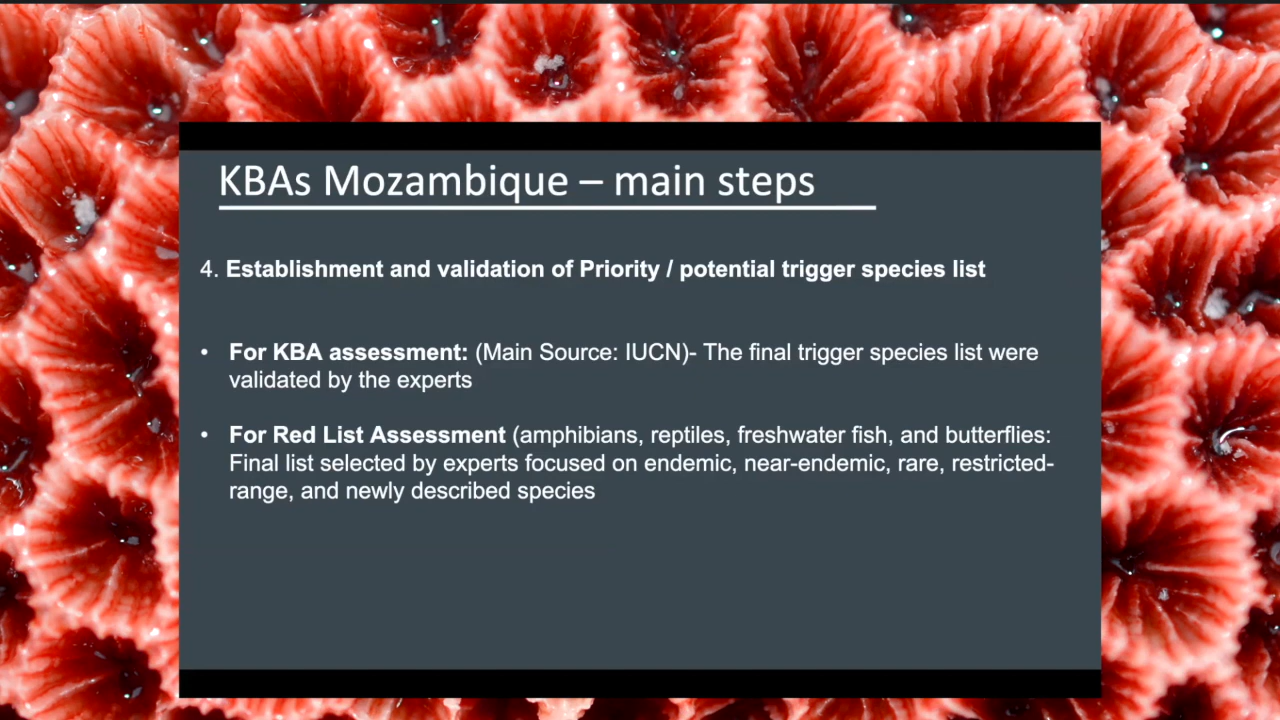 KBAs Mozambique – main steps
4. Establishment and validation of Priority / potential trigger species list
• For KBA assessment: (Main Source: IUCN)- The final trigger species list were
validated by the experts
• For Red List Assessment (amphibians, reptiles, freshwater fish, and butterflies:
Final list selected by experts focused on endemic, near-endemic, rare, restricted-
range, and newly described species